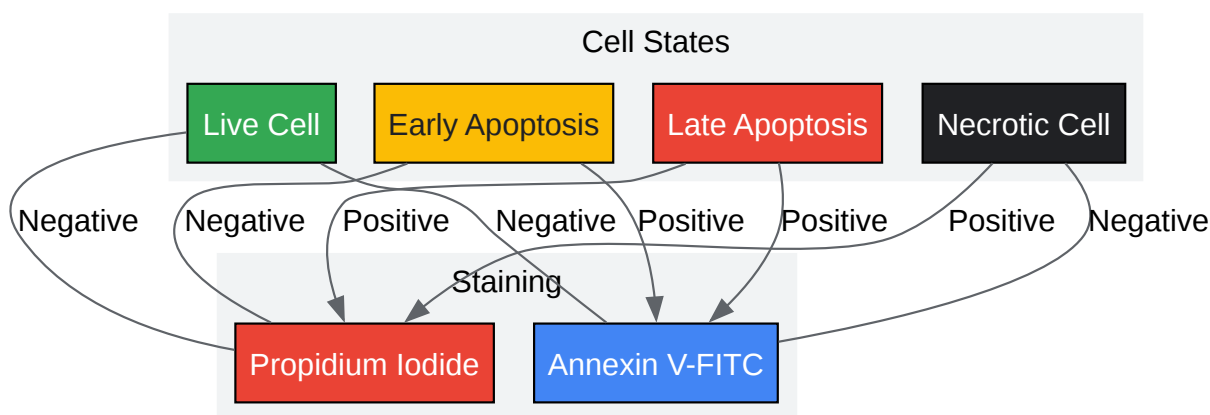 Cell States
Live Cell
Early Apoptosis
Late Apoptosis
Necrotic Cell
Negative
Negative
Positive
Negative
Positive
Positive
Positive
Negative
Staining
Propidium Iodide
Annexin V-FITC